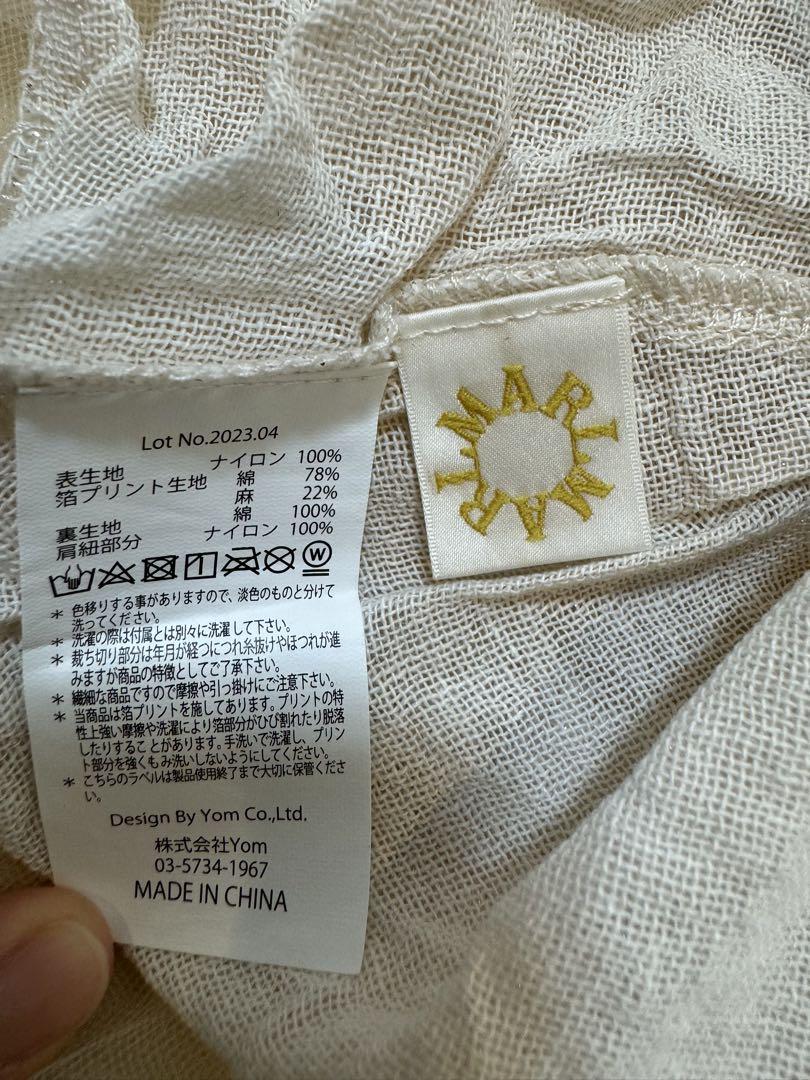 Lot No.2023.04
表生地 ナイロン 100%
箔プリント生地 綿 78%
麻 22%
裏生地 綿 100%
肩紐部分 ナイロン 100%
W
* 色移りする事がありますので、淡色のものと分けて
洗ってください。
* 洗濯の際は付属とは別々に洗濯して下さい。
* 裁ち切り部分は年月が経つにつれ糸抜けやほつれが進
みますが商品の特徴としてご了承下さい。
* 繊細な商品ですので摩擦や引っ掛けにご注意下さい。
* 当商品は箔プリントを施してあります。プリントの特
性上強い摩擦や洗濯により箔部分がひび割れたり脱落
したりすることがあります。手洗いで洗濯し、プリン
ト部分を強くもみ洗いしないようにしてください。
* こちらのラベルは製品使用終了まで大切に保管くださ
い。
Design By Yom Co.,Ltd.
株式会社Yom
03-5734-1967
MADE IN CHINA
MARI MARI